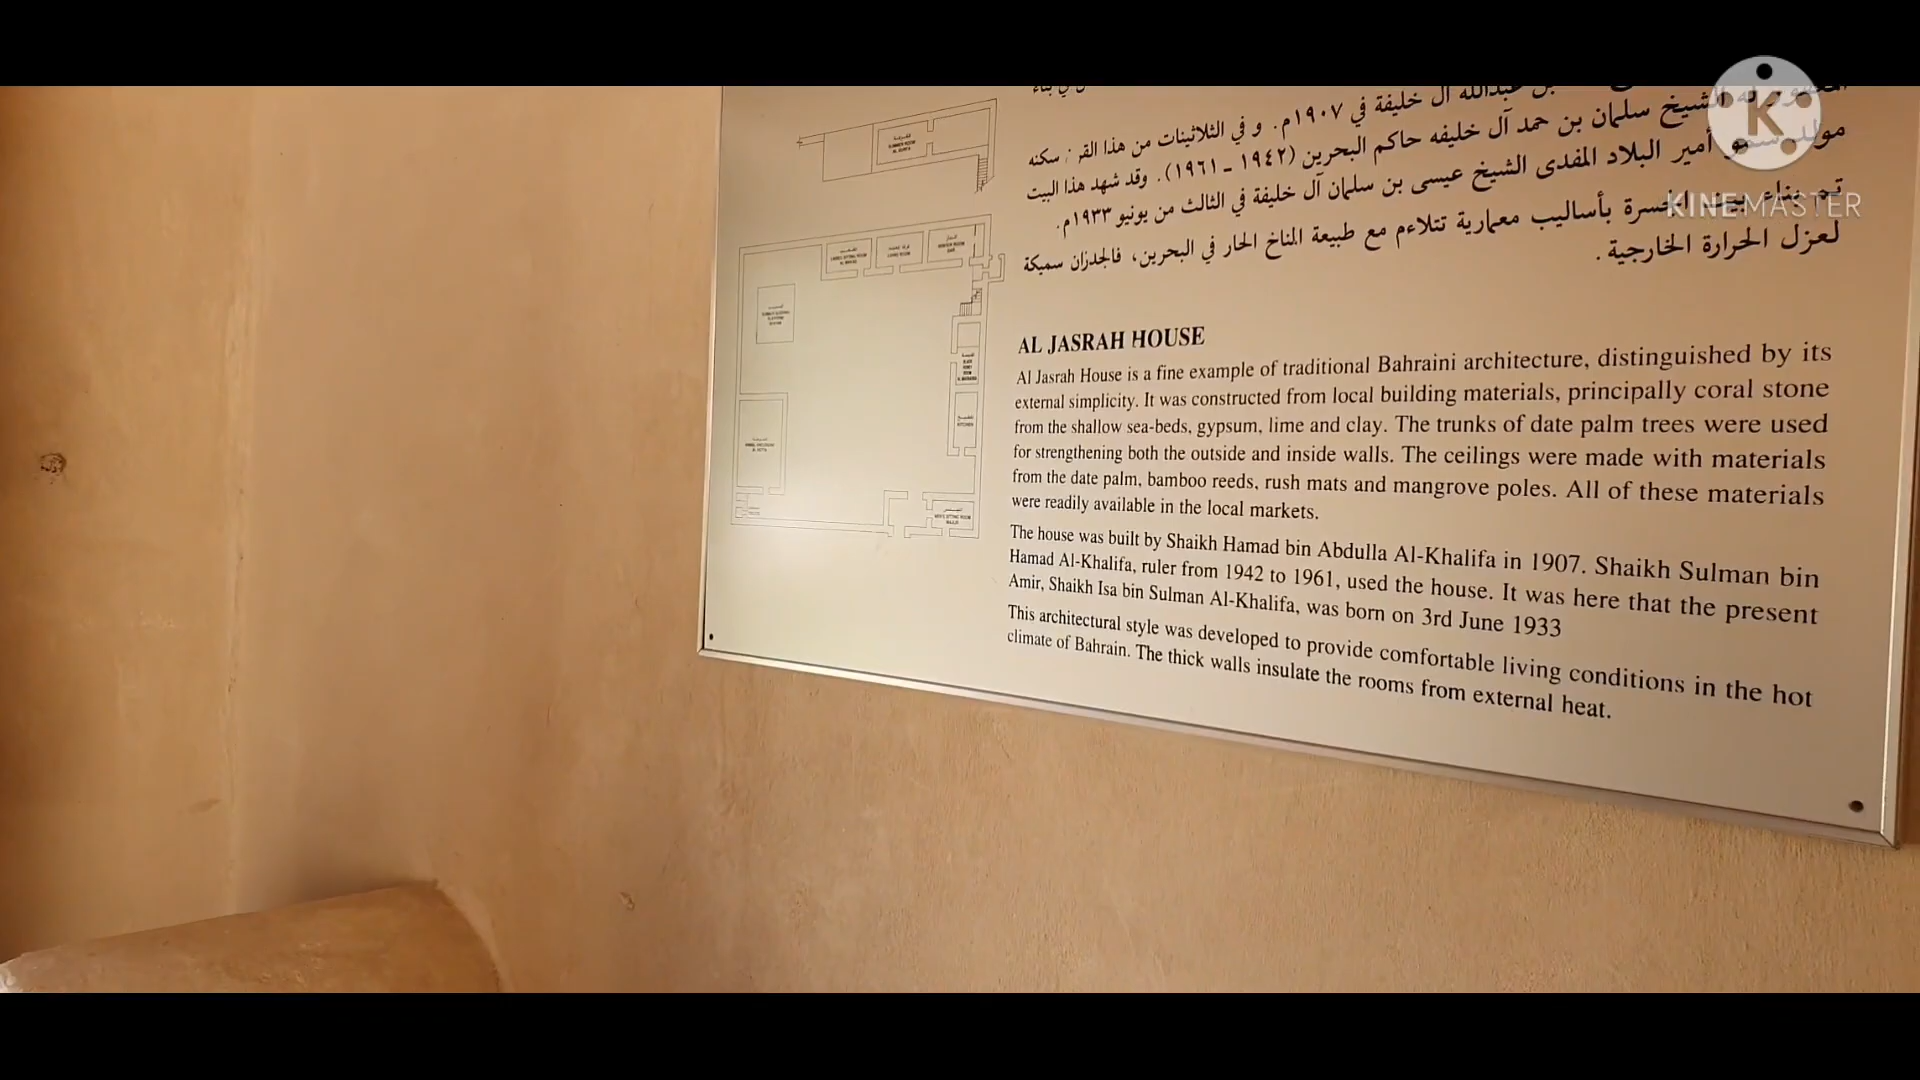 بن عبدالله آل خليفة في ١٩٠٧م. و في الثلاثينات من هذا القرن سكنه
الشيخ سلمان بن حمد آل خليفه حاكم البحرين (١٩٤٢ - ١٩٦١). وقد شهد هذا البيت
مولد سمو أمير البلاد المفدى الشيخ عيسى بن سلمان آل خليفة في الثالث من يونيو ١٩٣٣م.
تم بناء بيت الجسرة بأساليب معمارية تتلاءم مع طبيعة المناخ الحار في البحرين، فالجدران سميكة
لعزل الحرارة الخارجية.
KINEMASTER
AL JASRAH HOUSE
Al Jasrah House is a fine example of traditional Bahraini architecture, distinguished by its
external simplicity. It was constructed from local building materials, principally coral stone
from the shallow sea-beds, gypsum, lime and clay. The trunks of date palm trees were used
for strengthening both the outside and inside walls. The ceilings were made with materials
from the date palm, bamboo reeds, rush mats and mangrove poles. All of these materials
were readily available in the local markets.
The house was built by Shaikh Hamad bin Abdulla Al-Khalifa in 1907. Shaikh Sulman bin
Hamad Al-Khalifa, ruler from 1942 to 1961, used the house. It was here that the present
Amir, Shaikh Isa bin Sulman Al-Khalifa, was born on 3rd June 1933
This architectural style was developed to provide comfortable living conditions in the hot
climate of Bahrain. The thick walls insulate the rooms from external heat.
LIVING ROOM
KITCHEN